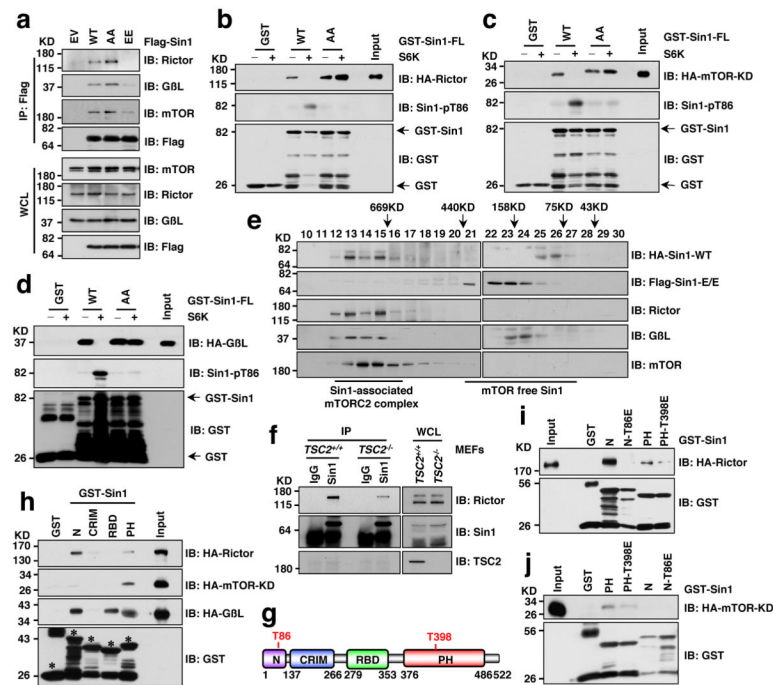 a
EV WT AA EE Flag-Sin1
KD
180
115 IB: Rictor
37 IB: GβL
180 IB: mTOR
82
64 IB: Flag
IP: Flag
IB: mTOR
180
115 IB: Rictor
37 IB: GβL
82
64 IB: Flag
WCL
b
GST WT AA Input GST-Sin1-FL
KD – + – + – + S6K
180
115 IB: HA-Rictor
82 IB: Sin1-pT86
82 GST-Sin1
IB: GST
26 GST
c
GST WT AA Input GST-Sin1-FL
KD – + – + – + S6K
34
26 IB: HA-mTOR-KD
82 IB: Sin1-pT86
82 GST-Sin1
IB: GST
26 GST
d
GST WT AA Input GST-Sin1-FL
KD – + – + – + S6K
37 IB: HA-GβL
82 IB: Sin1-pT86
82 GST-Sin1
IB: GST
26 GST
e
669KD 440KD 158KD 75KD 43KD
KD 10 11 12 13 14 15 16 17 18 19 20 21 22 23 24 25 26 27 28 29 30
82
64 IB: HA-Sin1-WT
82
64 IB: Flag-Sin1-E/E
180
115 IB: Rictor
37 IB: GβL
180 IB: mTOR
Sin1-associated
mTORC2 complex
mTOR free Sin1
f
IP WCL
TSC2+/+ TSC2-/- TSC2+/+ TSC2-/- MEFs
KD IgG Sin1 IgG Sin1
180
115 IB: Rictor
64 IB: Sin1
180 IB: TSC2
g
T86 T398
N CRIM RBD PH
1 137 266 279 353 376 486 522
h
GST-Sin1
GST N CRIM RBD PH Input
KD
170
130 IB: HA-Rictor
34
26 IB: HA-mTOR-KD
43
34 IB: HA-GβL
43
34 IB: GST
26
* * * * *
i
Input GST N N-T86E PH PH-T398E GST-Sin1
KD
170 IB: HA-Rictor
56
34 IB: GST
26
j
Input GST PH PH-T398E N N-T86E GST-Sin1
KD
34
26 IB: HA-mTOR-KD
56
34 IB: GST
26